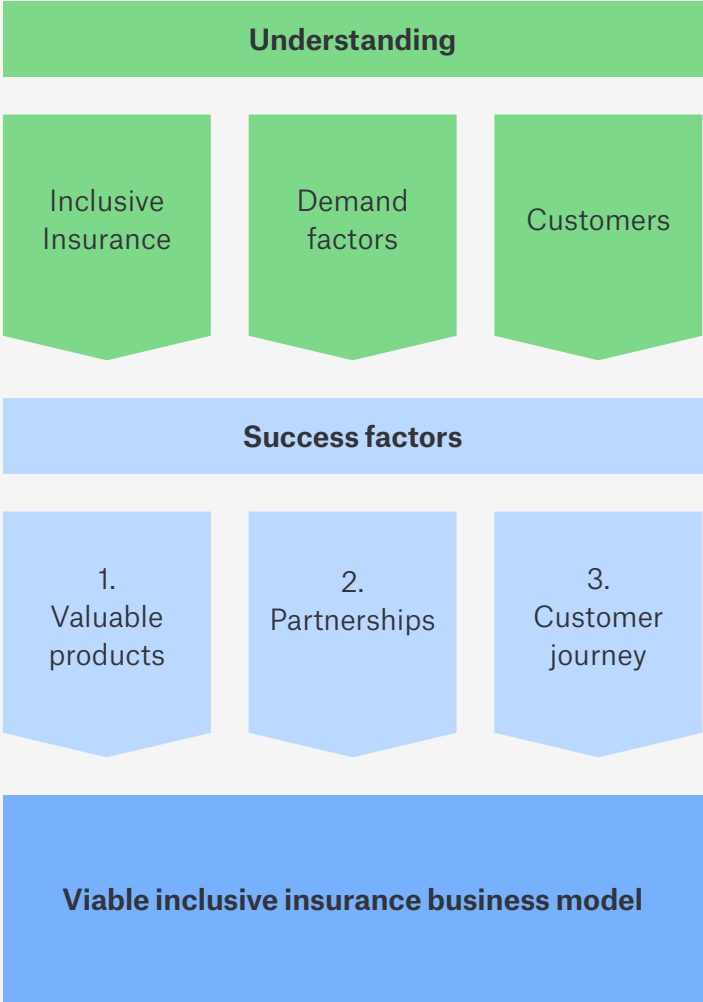 Understanding
Inclusive
Insurance
Demand
factors
Customers
Success factors
1.
Valuable
products
2.
Partnerships
3.
Customer
journey
Viable inclusive insurance business model